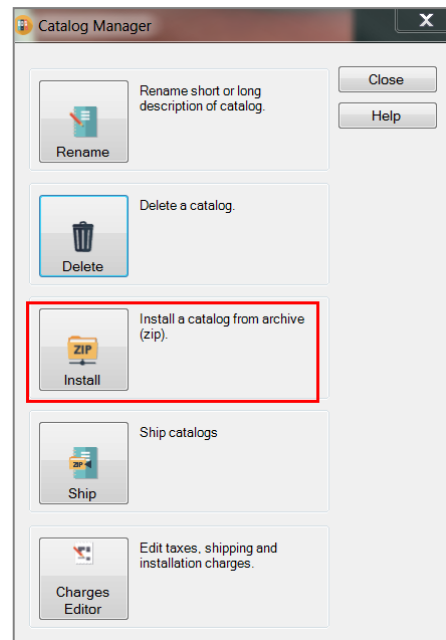 Catalog Manager
X
Close
Help
Rename short or long
description of catalog.
Rename
Delete a catalog.
Delete
Install a catalog from archive
(zip).
ZIP
Install
Ship catalogs
ZIP
Ship
Edit taxes, shipping and
installation charges.
Charges
Editor